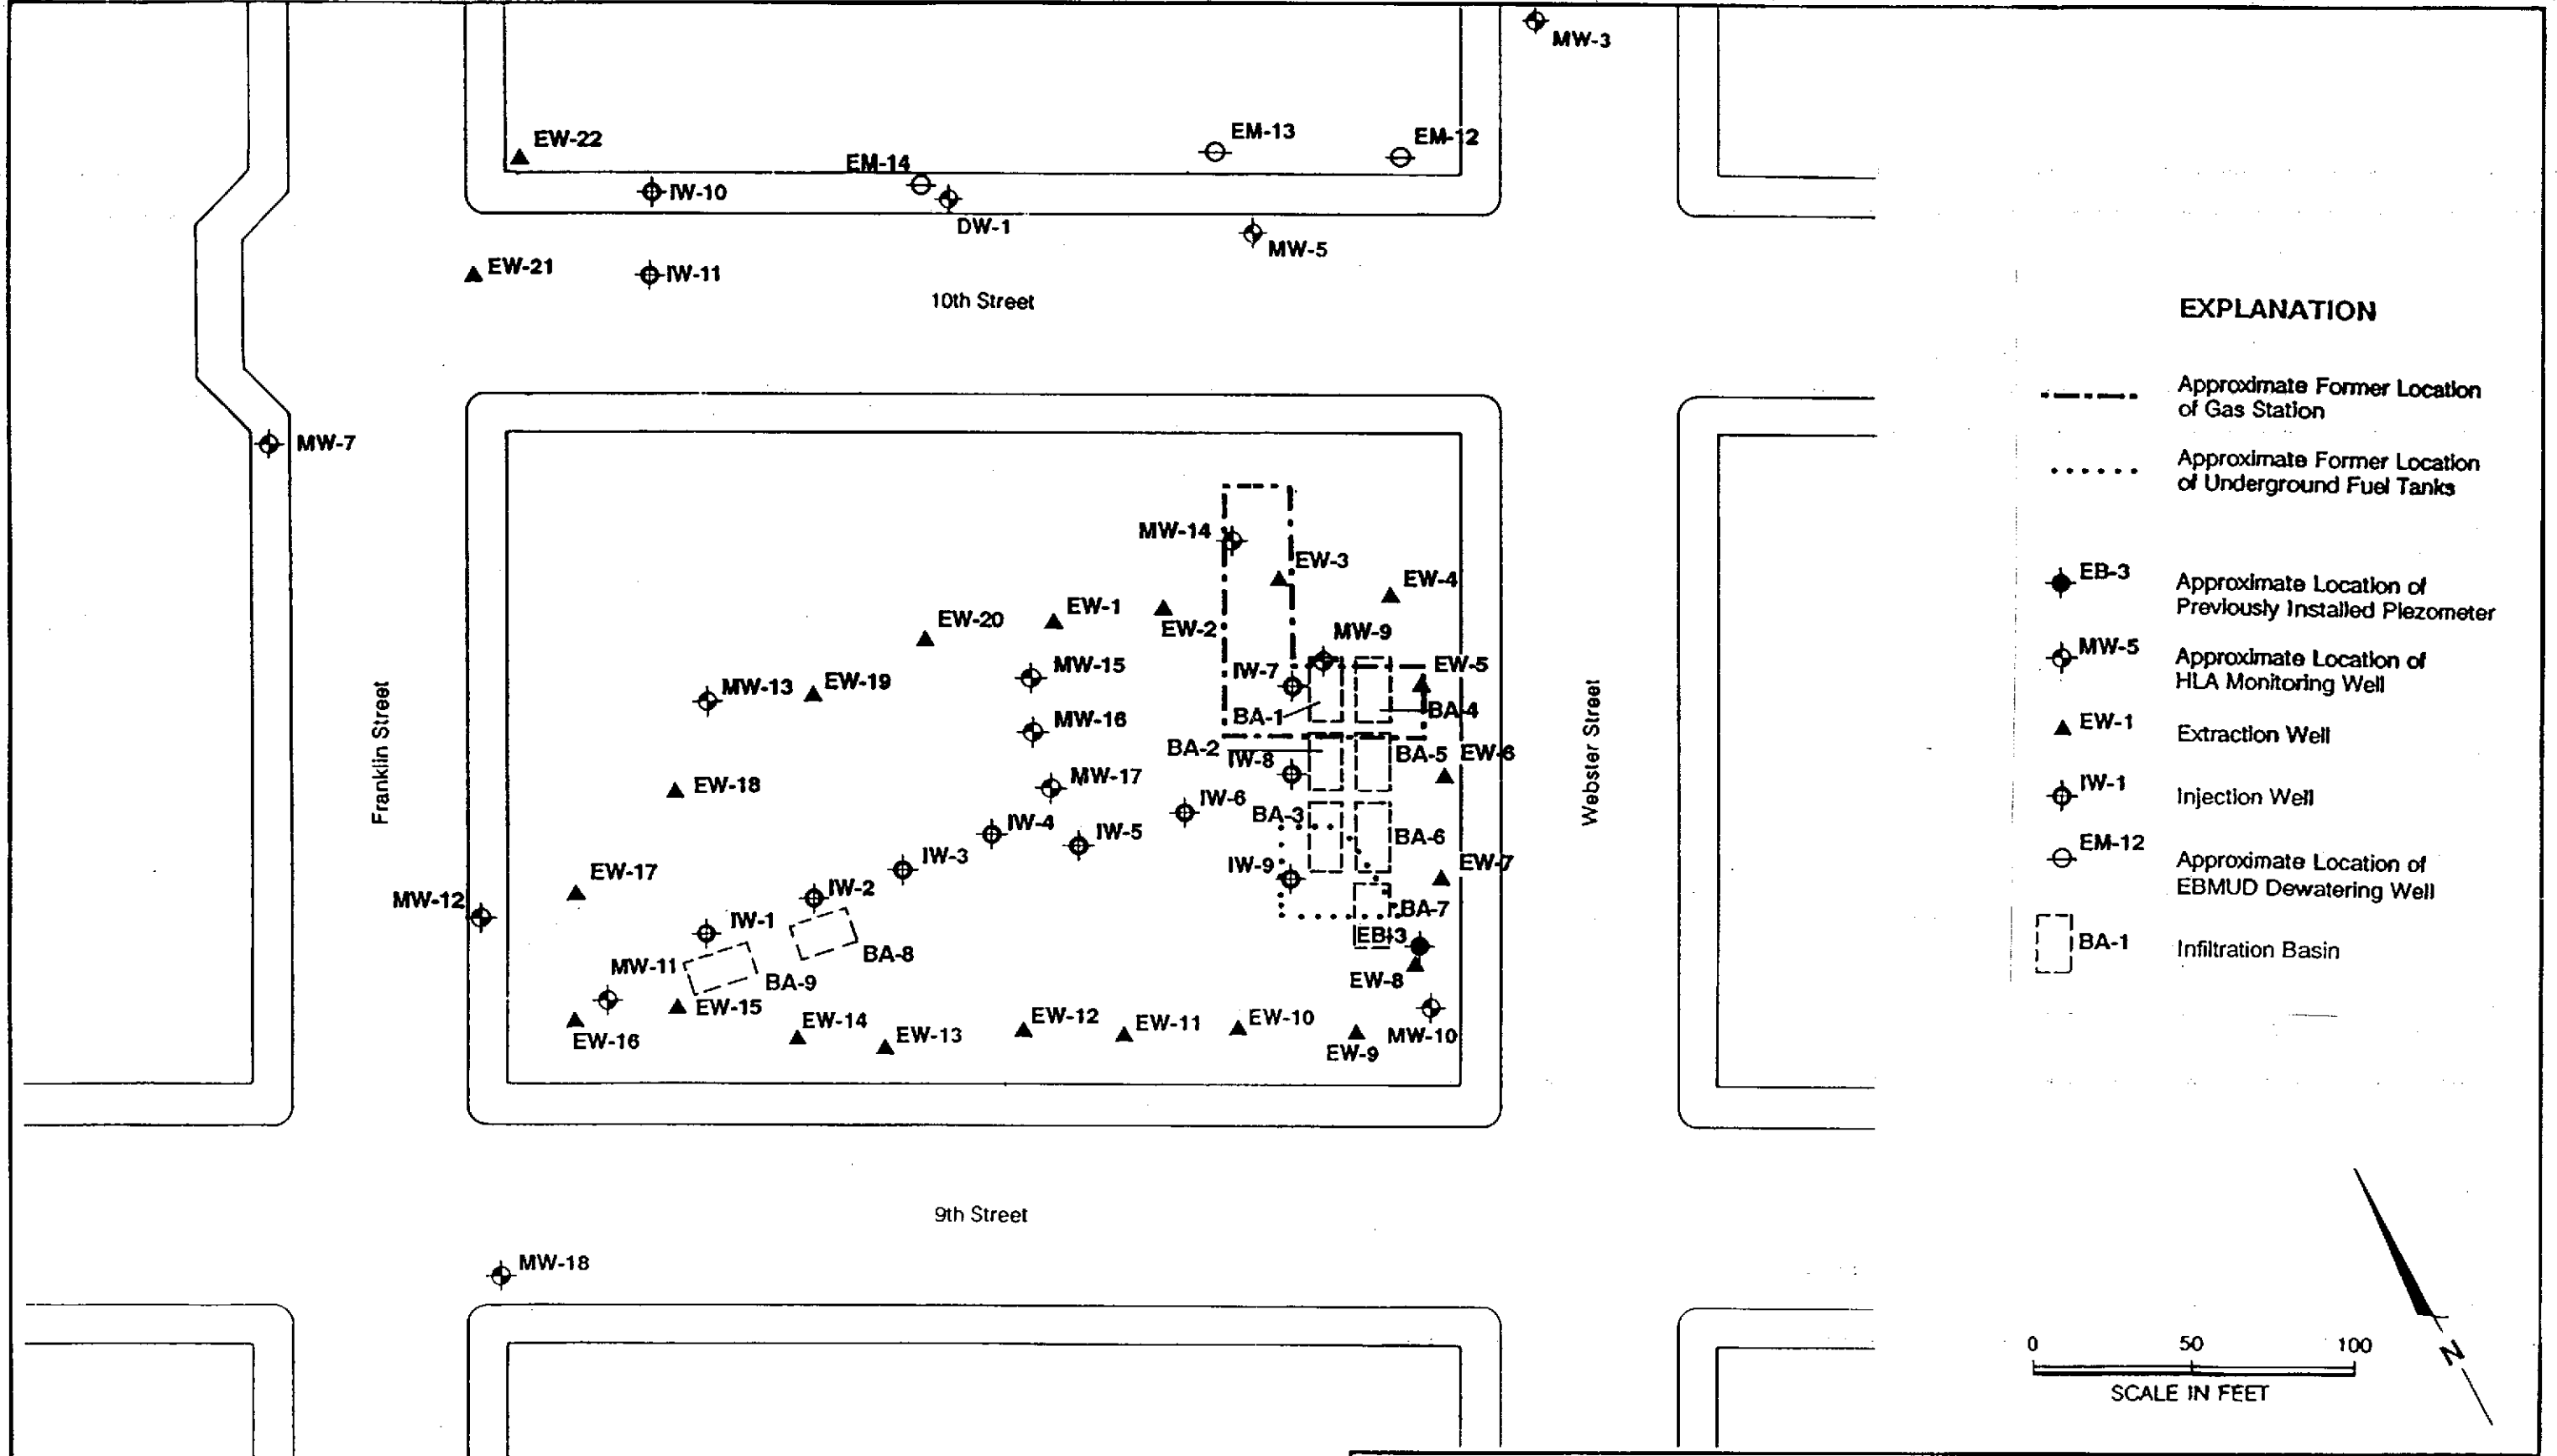 MW-3
EW-22
EM-13
EM-12
EM-14
IW-10
DW-1
MW-5
EW-21
IW-11
10th Street
EXPLANATION
Approximate Former Location
of Gas Station
MW-7
Approximate Former Location
of Underground Fuel Tanks
MW-14
EW-3
EW-4
EB-3
Approximate Location of
Previously Installed Piezometer
EW-1
EW-20
EW-2
MW-9
MW-5
Approximate Location of
HLA Monitoring Well
MW-15
IW-7
EW-5
MW-13
EW-19
BA-1
BA-4
MW-16
EW-1
Extraction Well
Franklin Street
Webster Street
BA-2
IW-8
BA-5
EW-6
MW-17
EW-18
IW-6
IW-1
Injection Well
BA-3
IW-4
IW-5
BA-6
IW-3
EW-7
EM-12
Approximate Location of
EBMUD Dewatering Well
EW-17
IW-9
IW-2
MW-12
BA-7
IW-1
EB-3
BA-1
Infiltration Basin
BA-8
MW-11
BA-9
EW-8
EW-15
EW-14
EW-12
EW-11
EW-10
EW-13
MW-10
EW-16
EW-9
9th Street
MW-18
N
0 50 100
SCALE IN FEET